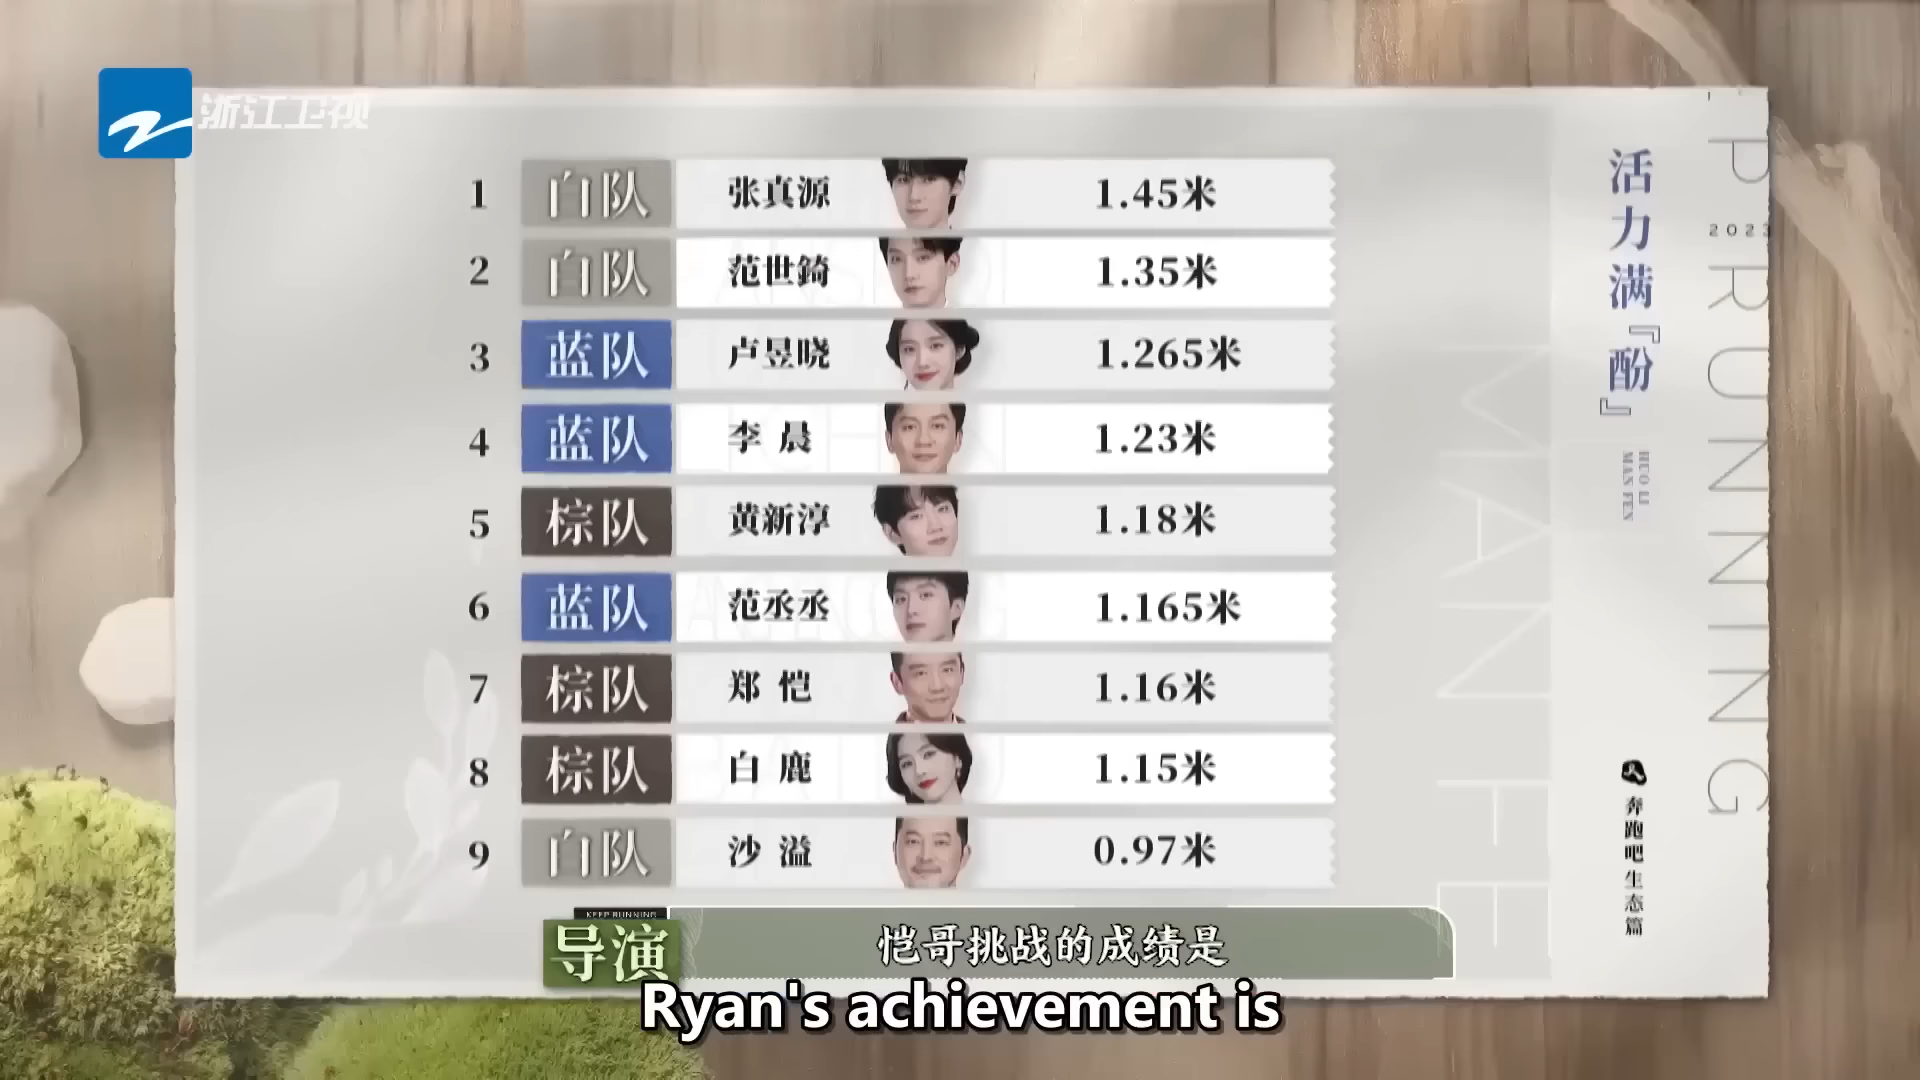 浙江卫视
1 白队 张真源 1.45米
2 白队 范世錡 1.35米
3 蓝队 卢昱晓 1.265米
4 蓝队 李晨 1.23米
5 棕队 黄新淳 1.18米
6 蓝队 范丞丞 1.165米
7 棕队 郑恺 1.16米
8 棕队 白鹿 1.15米
9 白队 沙溢 0.97米
活力满『酚』
HUO LI
MAN FEN
2023
RUNNING
奔跑吧生态篇
KEEP RUNNING
导演 恺哥挑战的成绩是
Ryan's achievement is